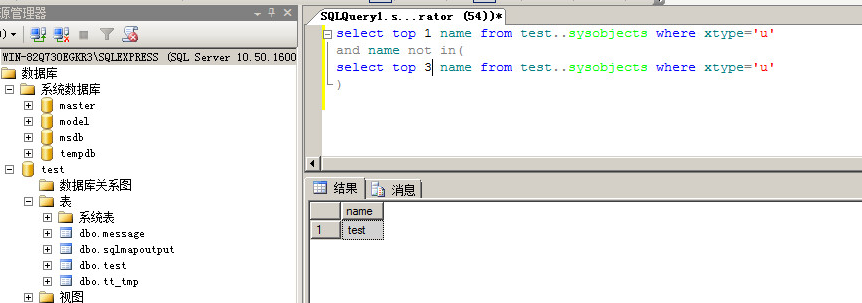 源管理器
WIN-82Q73OEGKR3\SQLEXPRESS (SQL Server 10.50.1600
数据库
系统数据库
master
model
msdb
tempdb
test
数据库关系图
表
系统表
dbo.message
dbo.sqlmapoutput
dbo.test
dbo.tt_tmp
视图
SQLQuery1.s...rator (54))*
select top 1 name from test..sysobjects where xtype='u'
and name not in(
select top 3 name from test..sysobjects where xtype='u'
)
结果
消息
name
1
test